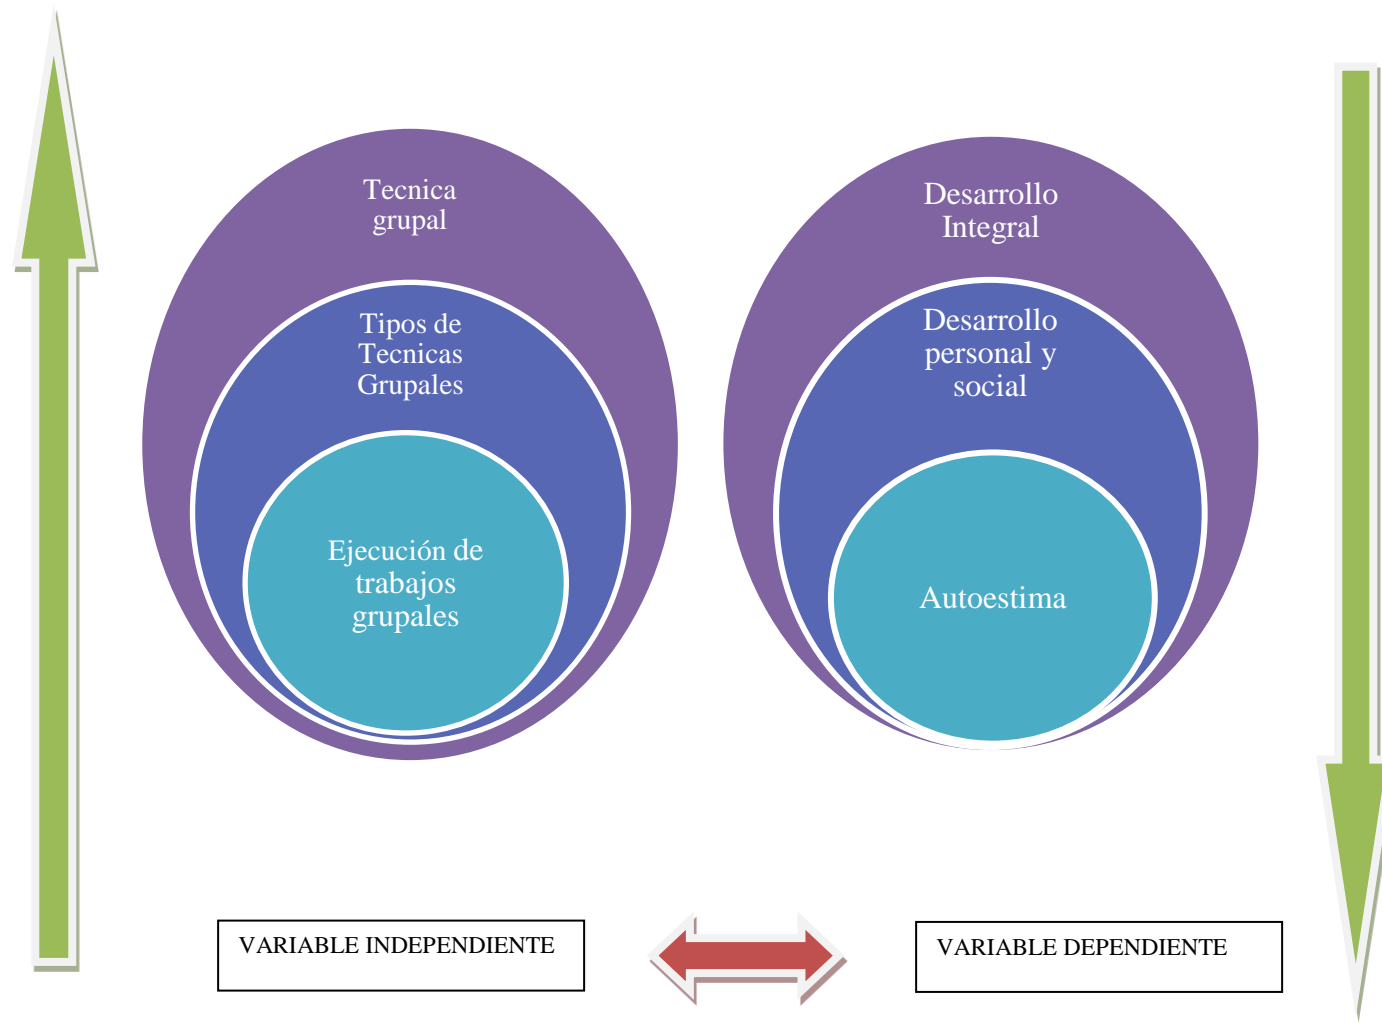 Tecnica
grupal
Tipos de
Tecnicas
Grupales
Ejecución de
trabajos
grupales
Desarrollo
Integral
Desarrollo
personal y
social
Autoestima
VARIABLE INDEPENDIENTE
VARIABLE DEPENDIENTE